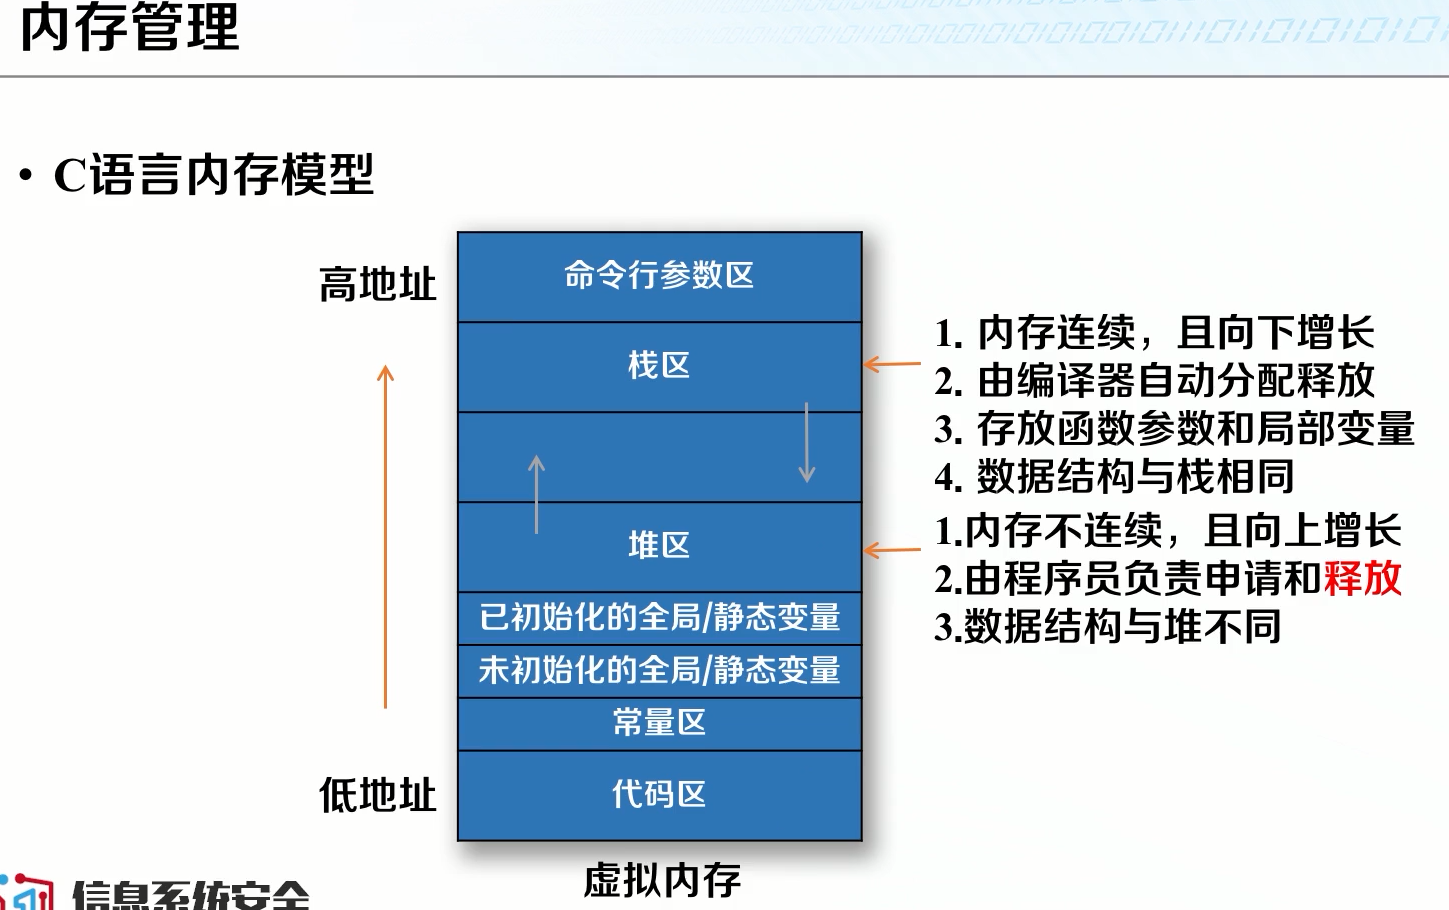 内存管理
• C语言内存模型
高地址
命令行参数区
栈区
1. 内存连续，且向下增长
2. 由编译器自动分配释放
3. 存放函数参数和局部变量
4. 数据结构与栈相同
堆区
1.内存不连续，且向上增长
2.由程序员负责申请和释放
3.数据结构与堆不同
已初始化的全局/静态变量
未初始化的全局/静态变量
常量区
低地址
代码区
虚拟内存
信息系统安全